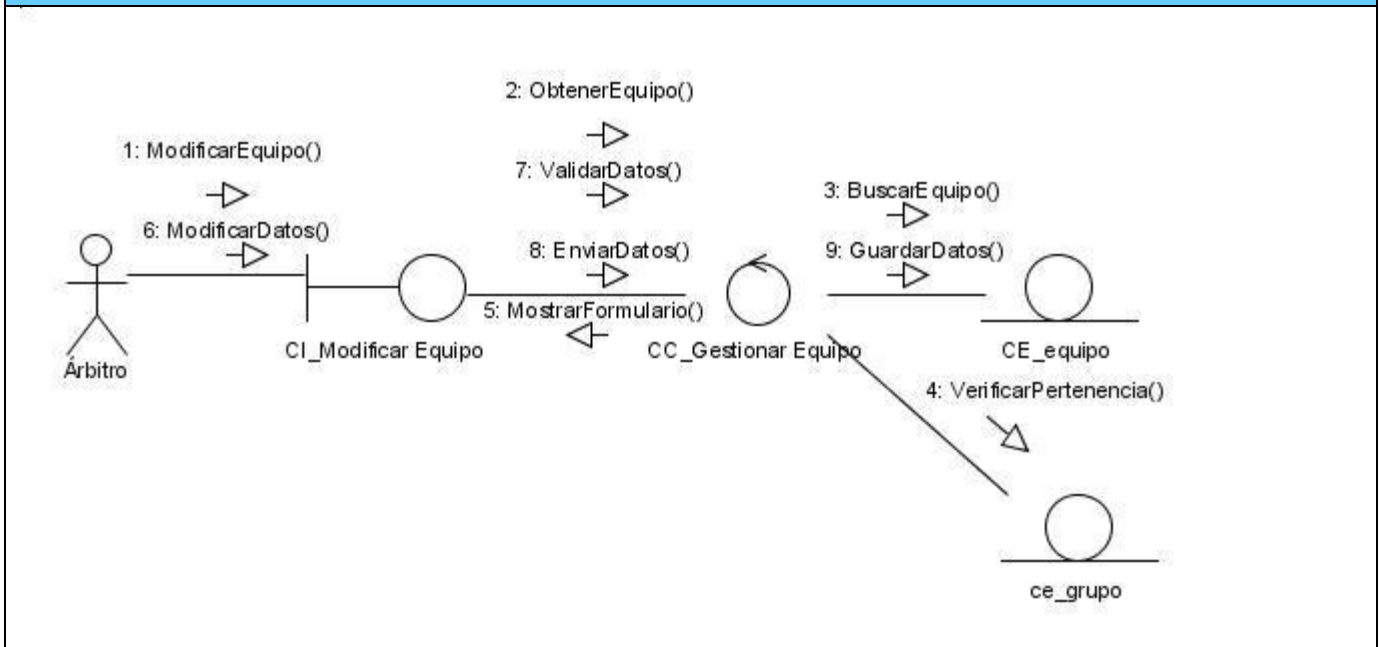 2: ObtenerEquipo()
1: ModificarEquipo()
7: ValidarDatos()
3: BuscarEquipo()
6: ModificarDatos()
8: EnviarDatos()
9: GuardarDatos()
5: MostrarFormulario()
CI_Modificar Equipo
CC_Gestionar Equipo
CE_equipo
Árbitro
4: VerificarPertenencia()
ce_grupo